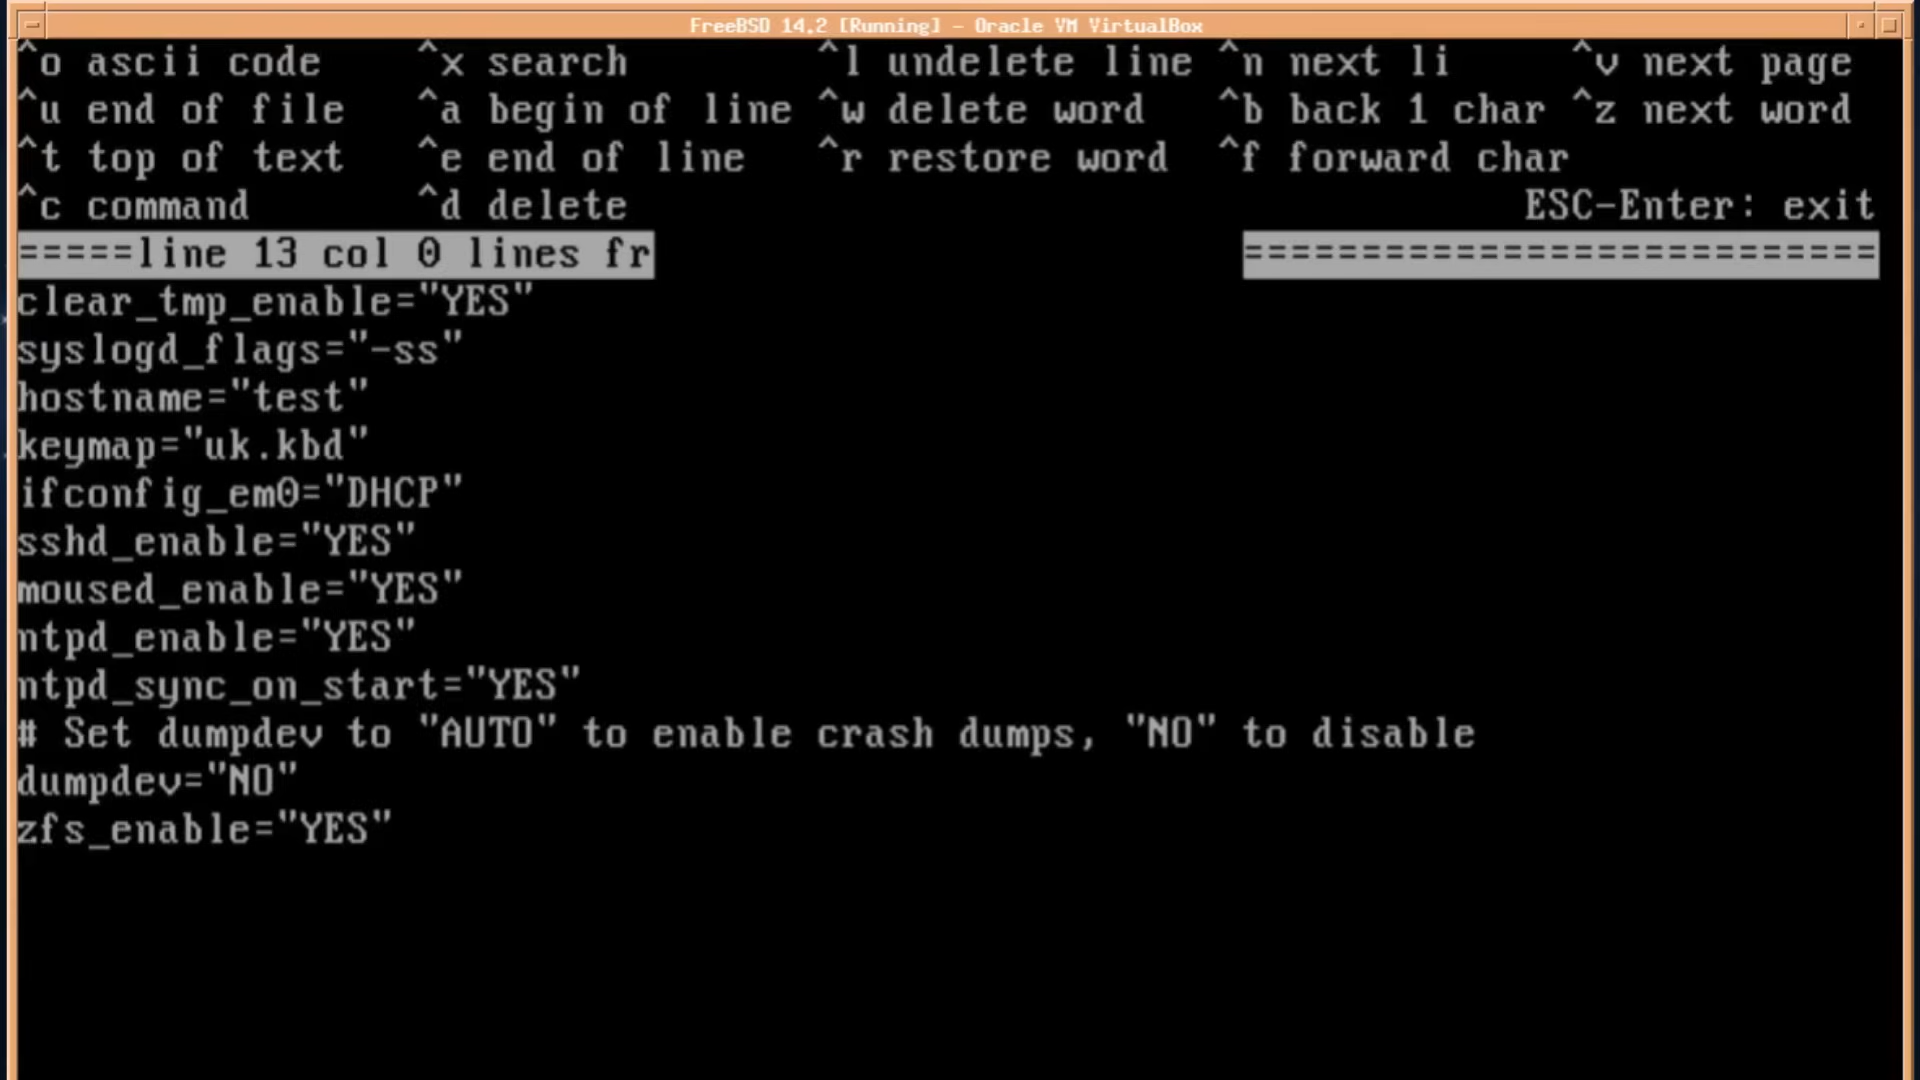 FreeBSD 14.2 [Running] - Oracle VM VirtualBox
^o ascii code ^x search ^l undelete line ^n next li ^v next page
^u end of file ^a begin of line ^w delete word ^b back 1 char ^z next word
^t top of text ^e end of line ^r restore word ^f forward char
^c command ^d delete ESC-Enter: exit
=====line 13 col 0 lines fr ===========================
clear_tmp_enable="YES"
syslogd_flags="-ss"
hostname="test"
keymap="uk.kbd"
ifconfig_em0="DHCP"
sshd_enable="YES"
moused_enable="YES"
ntpd_enable="YES"
ntpd_sync_on_start="YES"
# Set dumpdev to "AUTO" to enable crash dumps, "NO" to disable
dumpdev="NO"
zfs_enable="YES"